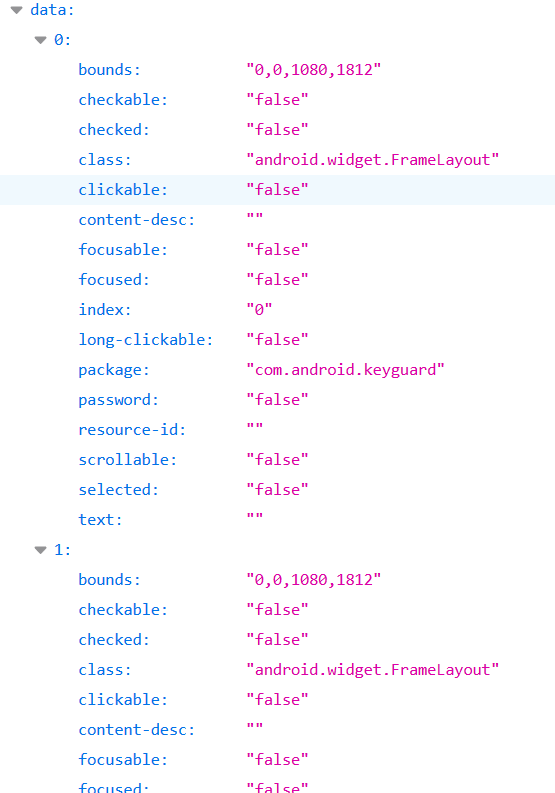 data:
0:
bounds: "0,0,1080,1812"
checkable: "false"
checked: "false"
class: "android.widget.FrameLayout"
clickable: "false"
content-desc: ""
focusable: "false"
focused: "false"
index: "0"
long-clickable: "false"
package: "com.android.keyguard"
password: "false"
resource-id: ""
scrollable: "false"
selected: "false"
text: ""
1:
bounds: "0,0,1080,1812"
checkable: "false"
checked: "false"
class: "android.widget.FrameLayout"
clickable: "false"
content-desc: ""
focusable: "false"
focused: "false"